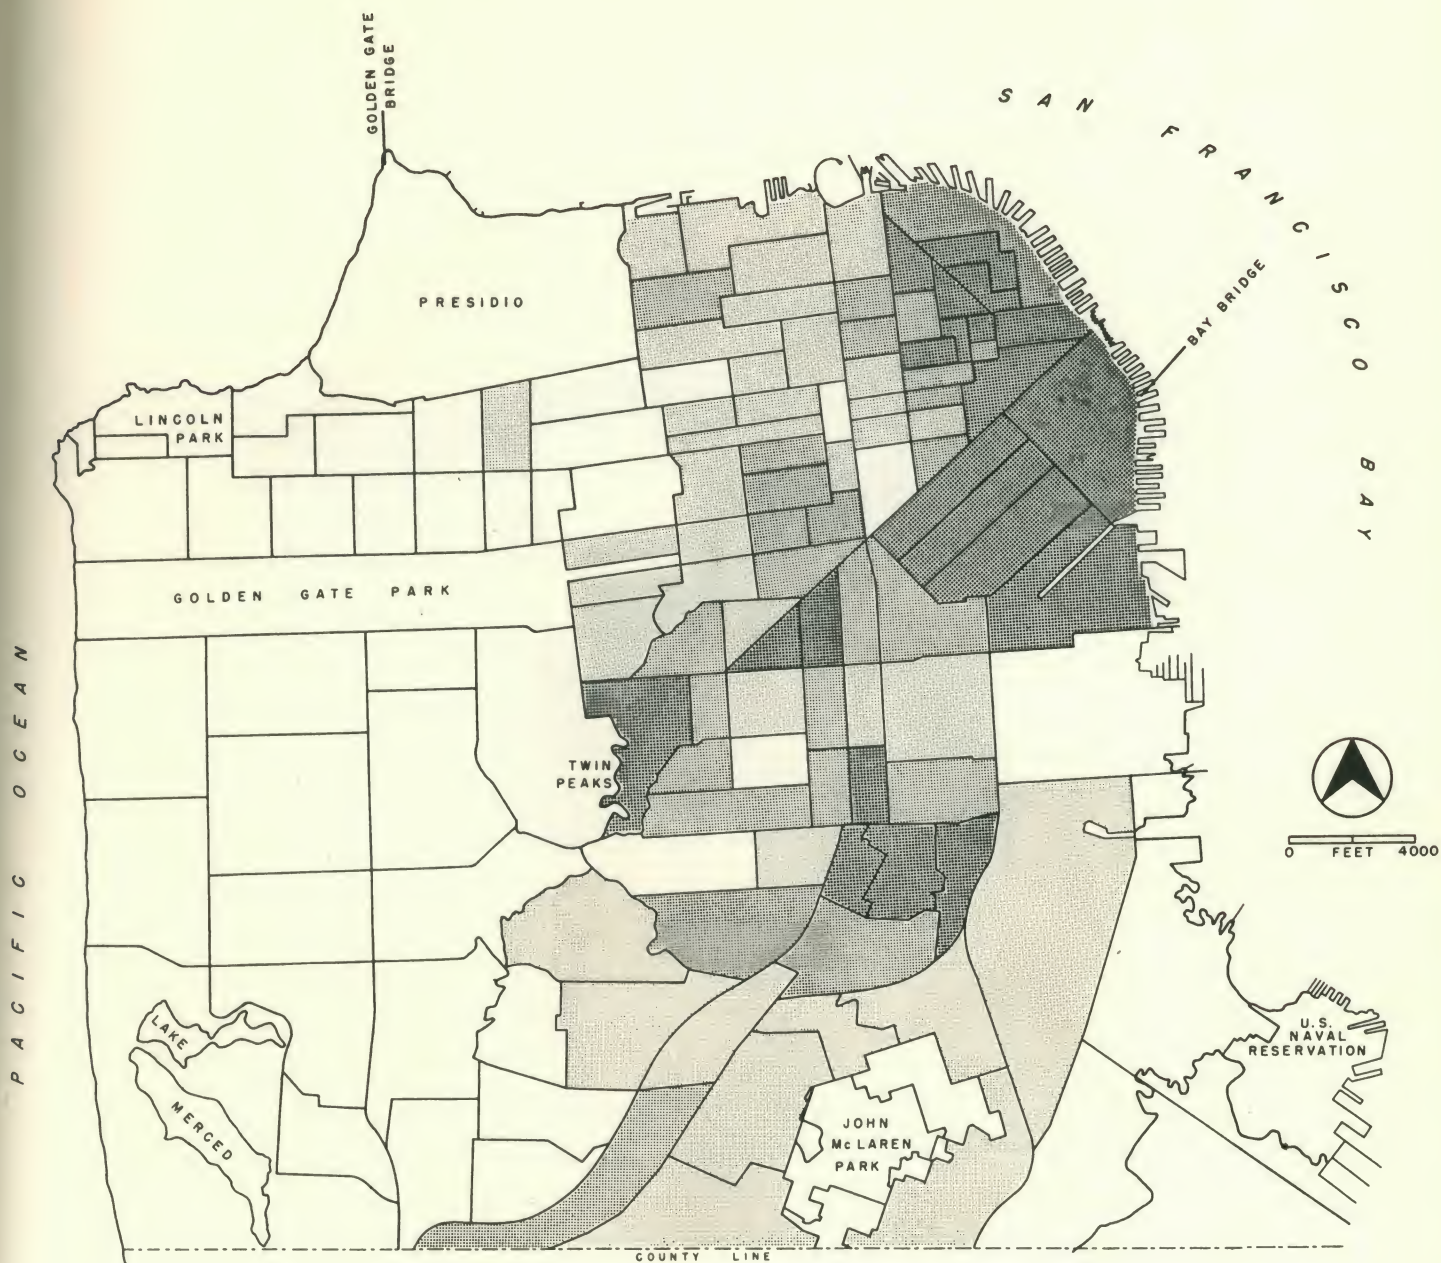 GOLDEN GATE
BRIDGE
SAN FRANCISCO BAY
BAY BRIDGE
PRESIDIO
LINCOLN
PARK
GOLDEN GATE PARK
PACIFIC OCEAN
TWIN
PEAKS
0 FEET 4000
LAKE
MERCED
U.S.
NAVAL
RESERVATION
JOHN
McLAREN
PARK
COUNTY LINE